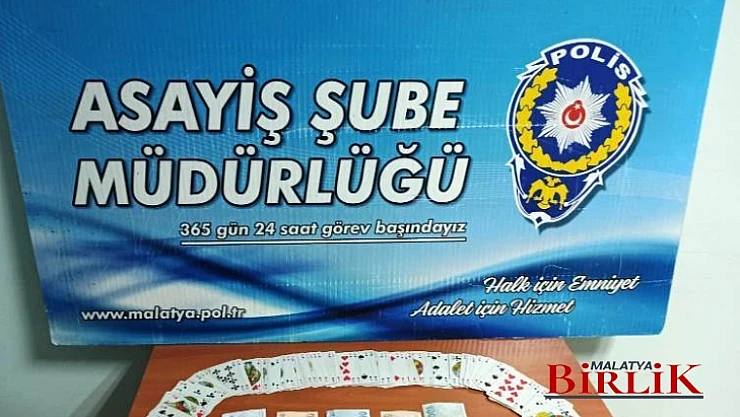 POLİS
ASAYİŞ ŞUBE
MÜDÜRLÜĞÜ
365 gün 24 saat görev başındayız
Halk için Emniyet
Adalet için Hizmet
www.malatya.pol.tr
MALATYA
BİRLİK